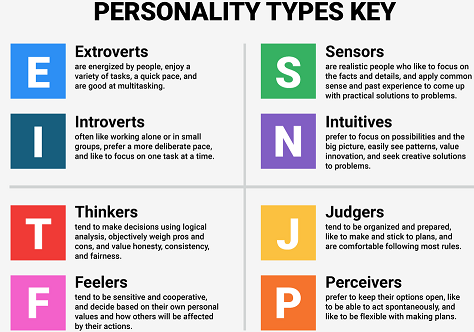 PERSONALITY TYPES KEY
E
Extroverts
are energized by people, enjoy a
variety of tasks, a quick pace, and
are good at multitasking.
S
Sensors
are realistic people who like to focus on
the facts and details, and apply common
sense and past experience to come up
with practical solutions to problems.
I
Introverts
often like working alone or in small
groups, prefer a more deliberate pace,
and like to focus on one task at a time.
N
Intuitives
prefer to focus on possibilities and the
big picture, easily see patterns, value
innovation, and seek creative solutions
to problems.
T
Thinkers
tend to make decisions using logical
analysis, objectively weigh pros and
cons, and value honesty, consistency,
and fairness.
J
Judgers
tend to be organized and prepared,
like to make and stick to plans, and
are comfortable following most rules.
F
Feelers
tend to be sensitive and cooperative,
and decide based on their own personal
values and how others will be affected
by their actions.
P
Perceivers
prefer to keep their options open, like
to be able to act spontaneously, and
like to be flexible with making plans.